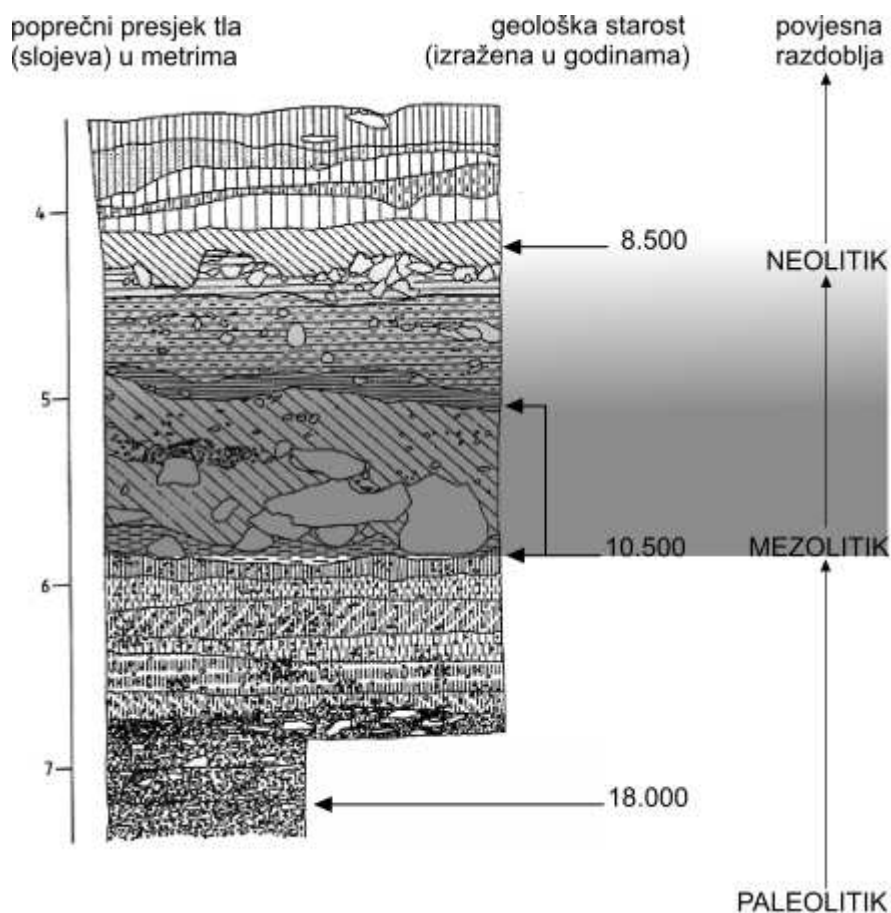 poprečni presjek tla
(slojeva) u metrima
geološka starost
(izražena u godinama)
povjesna
razdoblja
4
8.500
NEOLITIK
5
10.500
MEZOLITIK
6
7
18.000
PALEOLITIK